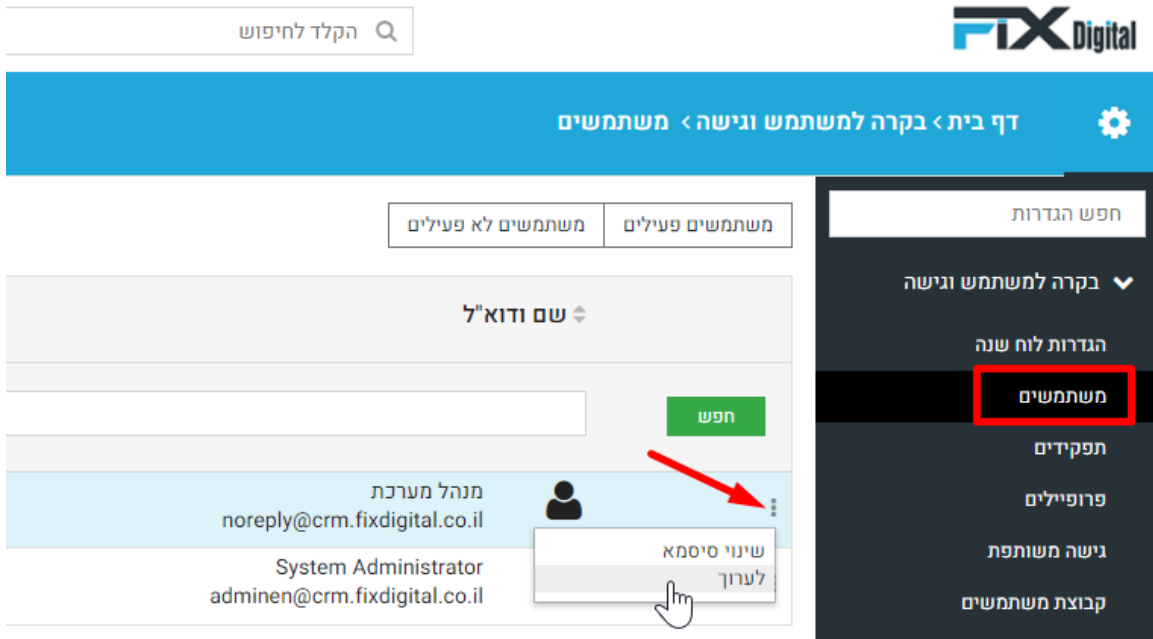 FiX Digital
הקלד לחיפוש
דף בית > בקרה למשתמש וגישה > משתמשים
חפש הגדרות
בקרה למשתמש וגישה
הגדרות לוח שנה
משתמשים
תפקידים
פרופיילים
גישה משותפת
קבוצת משתמשים
משתמשים פעילים
משתמשים לא פעילים
שם ודוא"ל
חפש
מנהל מערכת
noreply@crm.fixdigital.co.il
שינוי סיסמא
לערוך
System Administrator
adminen@crm.fixdigital.co.il